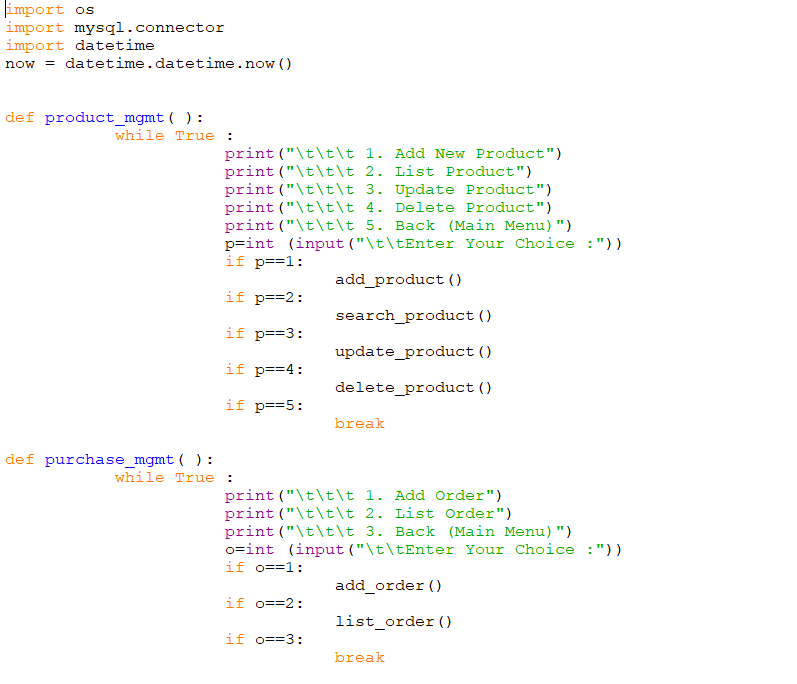 import os
import mysql.connector
import datetime
now = datetime.datetime.now()
def product_mgmt( ):
while True :
print("\t\t\t 1. Add New Product")
print("\t\t\t 2. List Product")
print("\t\t\t 3. Update Product")
print("\t\t\t 4. Delete Product")
print("\t\t\t 5. Back (Main Menu)")
p=int (input("\t\tEnter Your Choice :"))
if p==1:
add_product()
if p==2:
search_product()
if p==3:
update_product()
if p==4:
delete_product()
if p==5:
break
def purchase_mgmt( ):
while True :
print("\t\t\t 1. Add Order")
print("\t\t\t 2. List Order")
print("\t\t\t 3. Back (Main Menu)")
o=int (input("\t\tEnter Your Choice :"))
if o==1:
add_order()
if o==2:
list_order()
if o==3:
break